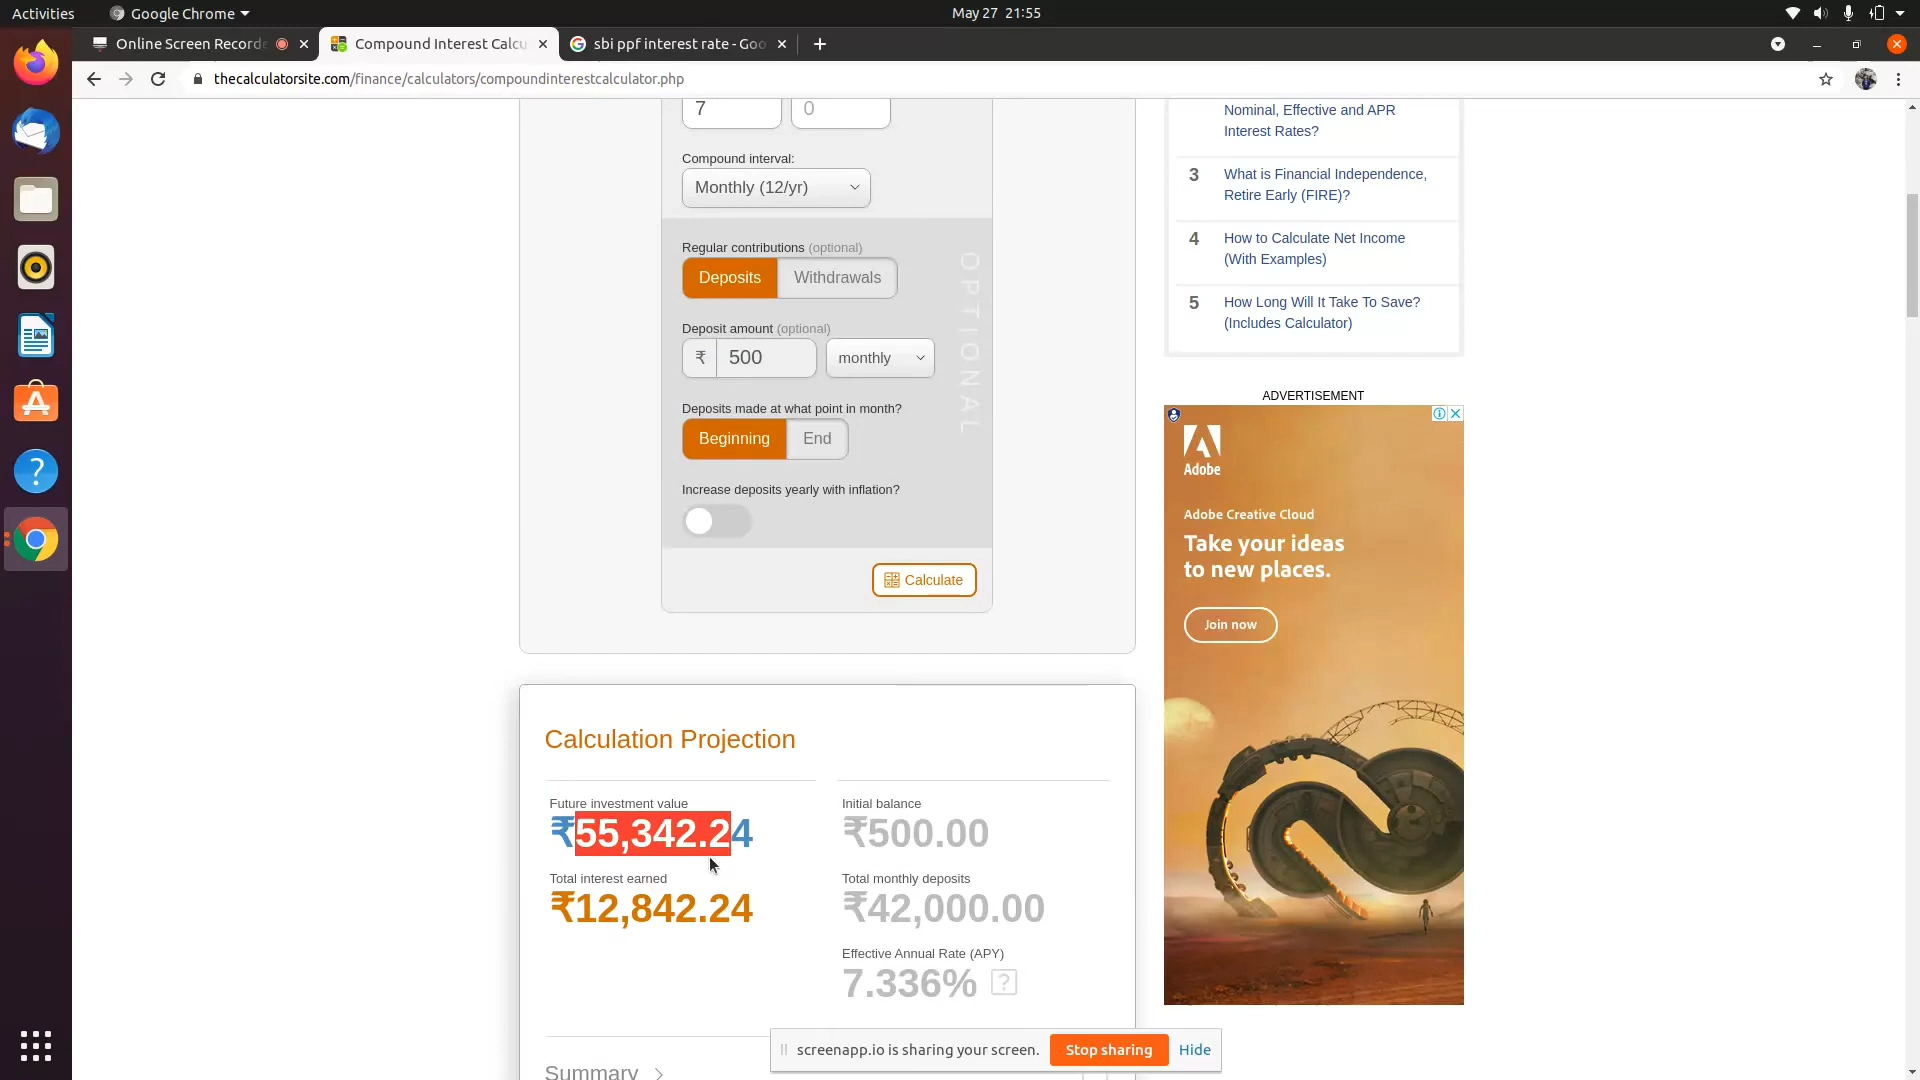 Activities
Google Chrome
May 27 21:55
Online Screen Recorde
Compound Interest Calcu
sbi ppf interest rate - Goo
thecalculatorsite.com/finance/calculators/compoundinterestcalculator.php
7
0
Compound interval:
Monthly (12/yr)
Regular contributions (optional)
Deposits
Withdrawals
Deposit amount (optional)
₹ 500
monthly
Deposits made at what point in month?
Beginning
End
Increase deposits yearly with inflation?
OPTIONAL
Calculate
Calculation Projection
Future investment value
₹55,342.24
Initial balance
₹500.00
Total interest earned
₹12,842.24
Total monthly deposits
₹42,000.00
Effective Annual Rate (APY)
7.336% ?
Summary
Nominal, Effective and APR
Interest Rates?
3 What is Financial Independence,
Retire Early (FIRE)?
4 How to Calculate Net Income
(With Examples)
5 How Long Will It Take To Save?
(Includes Calculator)
ADVERTISEMENT
Adobe
Adobe Creative Cloud
Take your ideas
to new places.
Join now
screenapp.io is sharing your screen.
Stop sharing
Hide